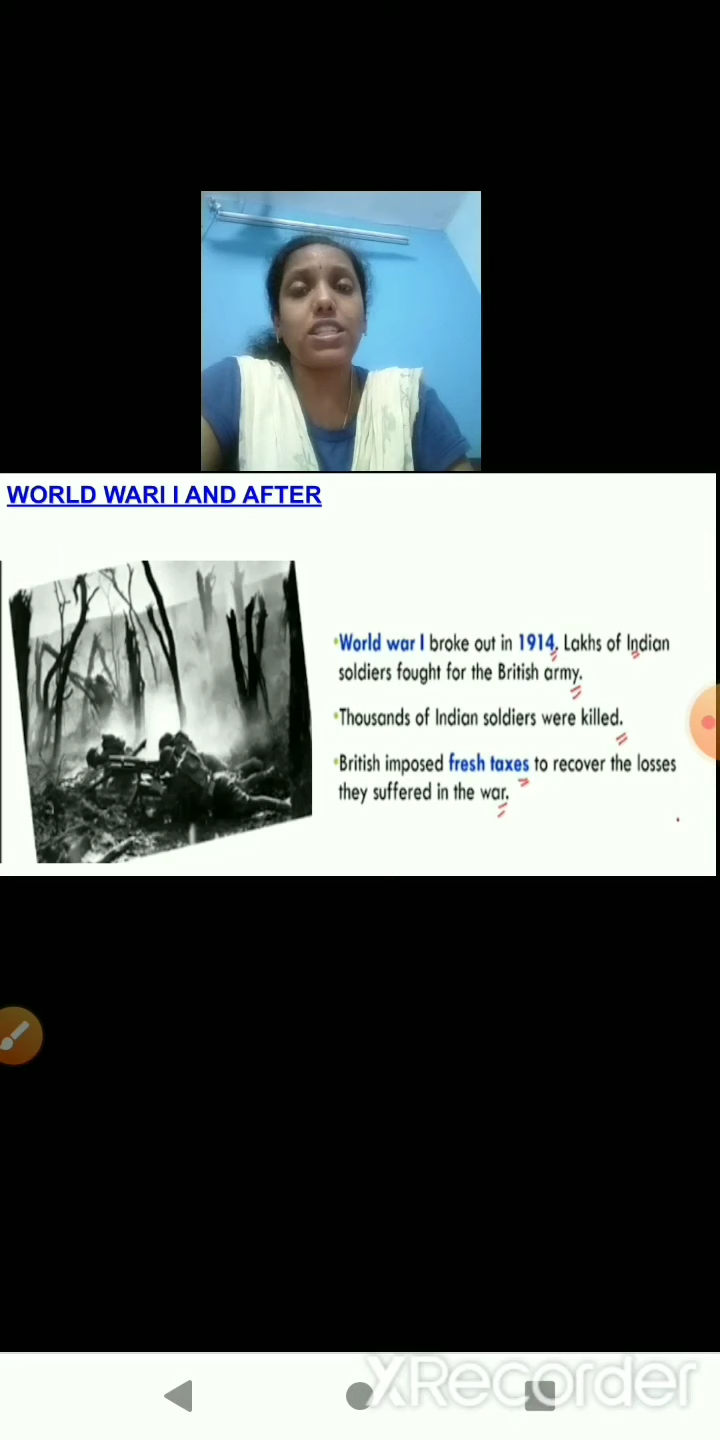 WORLD WARI I AND AFTER
•World war I broke out in 1914. Lakhs of Indian
soldiers fought for the British army.
•Thousands of Indian soldiers were killed.
•British imposed fresh taxes to recover the losses
they suffered in the war.
XRecorder